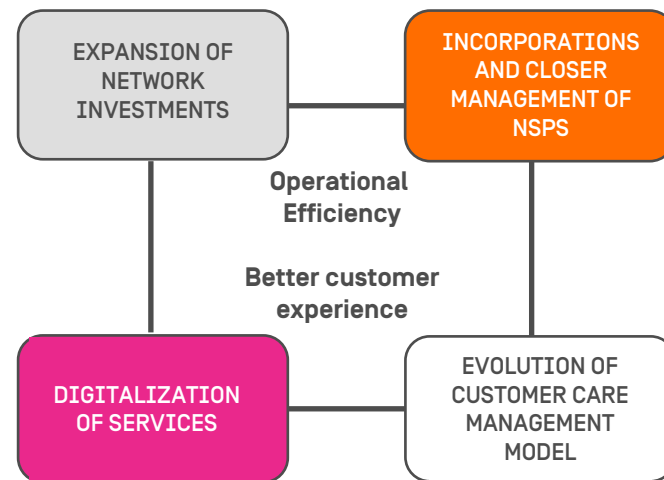 EXPANSION OF
NETWORK
INVESTMENTS
INCORPORATIONS
AND CLOSER
MANAGEMENT OF
NSPS
Operational
Efficiency
Better customer
experience
DIGITALIZATION
OF SERVICES
EVOLUTION OF
CUSTOMER CARE
MANAGEMENT
MODEL